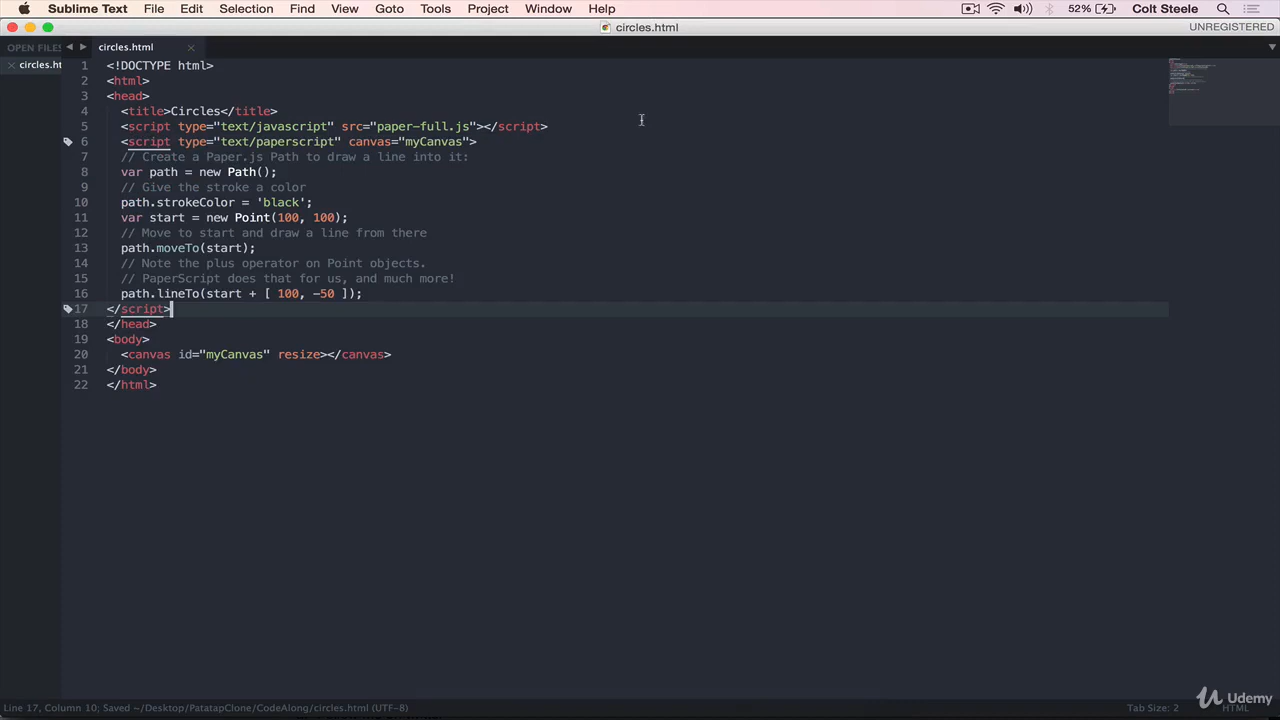 Sublime Text File Edit Selection Find View Goto Tools Project Window Help 52% Colt Steele
circles.html UNREGISTERED
OPEN FILES circles.html
circles.ht
1 <!DOCTYPE html>
2 <html>
3 <head>
4 <title>Circles</title>
5 <script type="text/javascript" src="paper-full.js"></script>
6 <script type="text/paperscript" canvas="myCanvas">
7 // Create a Paper.js Path to draw a line into it:
8 var path = new Path();
9 // Give the stroke a color
10 path.strokeColor = 'black';
11 var start = new Point(100, 100);
12 // Move to start and draw a line from there
13 path.moveTo(start);
14 // Note the plus operator on Point objects.
15 // PaperScript does that for us, and much more!
16 path.lineTo(start + [ 100, -50 ]);
17 </script>
18 </head>
19 <body>
20 <canvas id="myCanvas" resize></canvas>
21 </body>
22 </html>
Udemy
Line 17, Column 10; Saved ~/Desktop/PatatapClone/CodeAlong/circles.html (UTF-8) Tab Size: 2 HTML